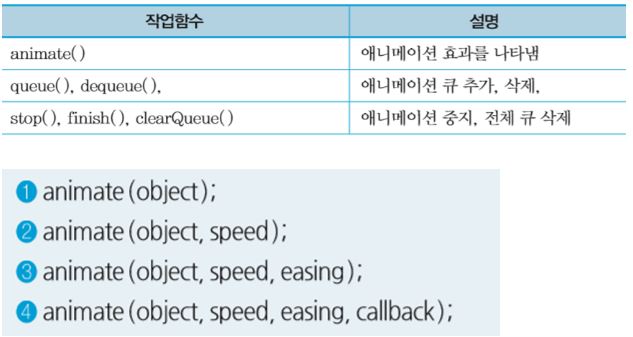 작업함수 설명
animate() 애니메이션 효과를 나타냄
queue(), dequeue(), 애니메이션 큐 추가, 삭제,
stop(), finish(), clearQueue() 애니메이션 중지, 전체 큐 삭제
1 animate(object);
2 animate(object, speed);
3 animate(object, speed, easing);
4 animate(object, speed, easing, callback);